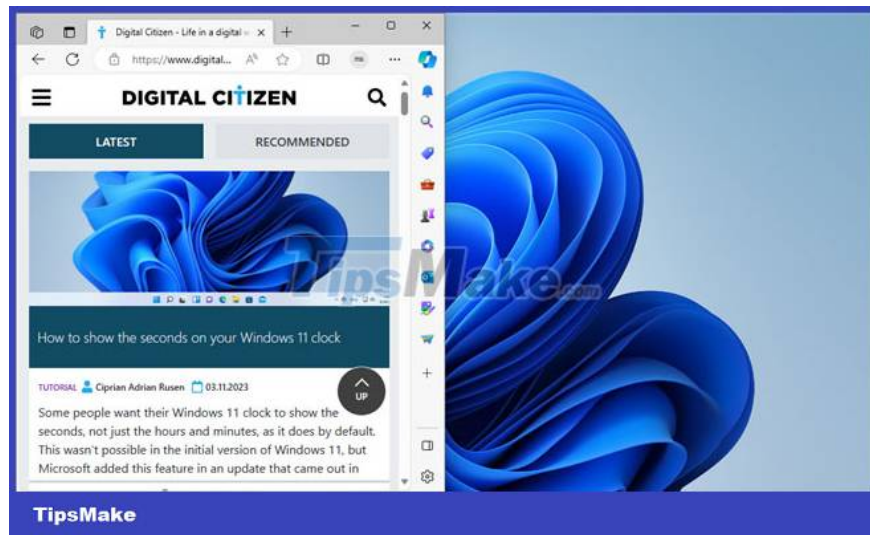 Digital Citizen - Life in a digital
https://www.digital...
DIGITAL CITIZEN
LATEST
RECOMMENDED
TipsMake.com
How to show the seconds on your Windows 11 clock
TUTORIAL Ciprian Adrian Rusen 03.11.2023
UP
Some people want their Windows 11 clock to show the
seconds, not just the hours and minutes, as it does by default.
This wasn't possible in the initial version of Windows 11, but
Microsoft added this feature in an update that came out in
TipsMake